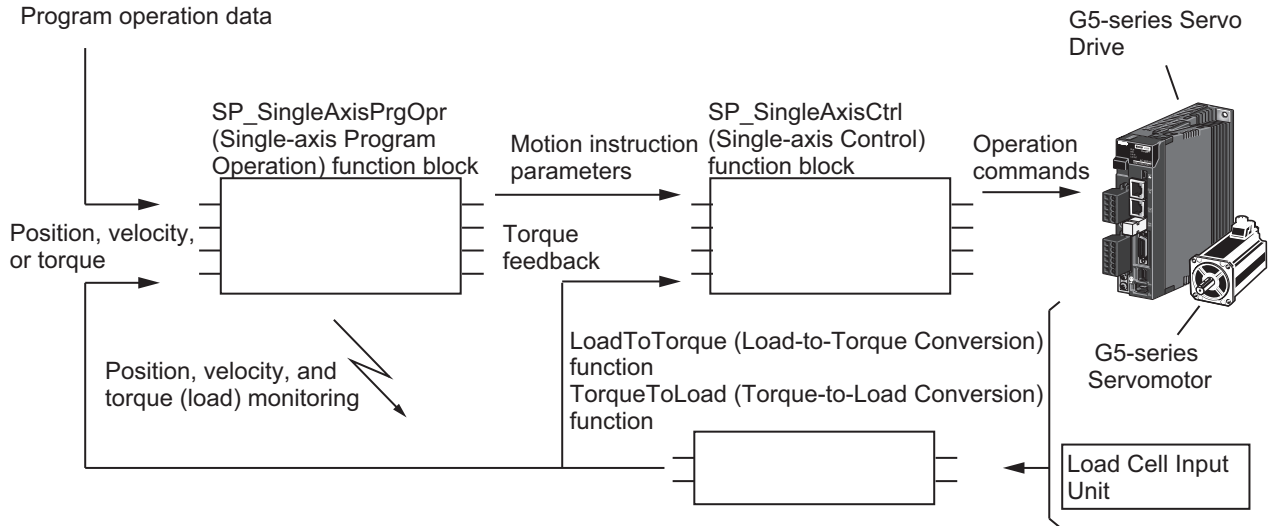 Program operation data
G5-series Servo
Drive
SP_SingleAxisPrgOpr
(Single-axis Program
Operation) function block
Motion instruction
parameters
SP_SingleAxisCtrl
(Single-axis Control)
function block
Operation
commands
Position, velocity,
or torque
Torque
feedback
Position, velocity, and
torque (load) monitoring
LoadToTorque (Load-to-Torque Conversion)
function
TorqueToLoad (Torque-to-Load Conversion)
function
G5-series
Servomotor
Load Cell Input
Unit